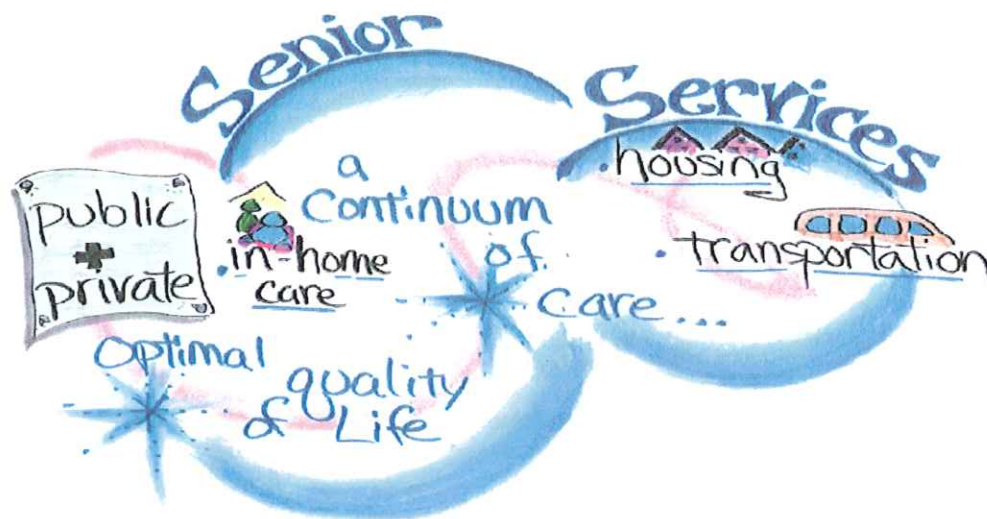 Senior Services
public
+
private
a
Continuum
of
Care...
• in-home
care
• housing
• transportation
Optimal
quality
of Life